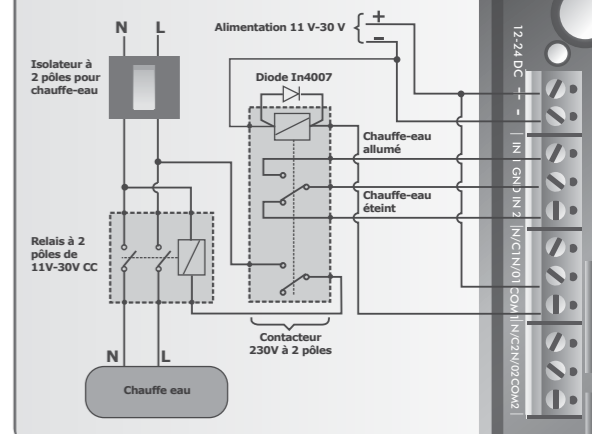 N L
Alimentation 11 V-30 V
+
-
Isolateur à
2 pôles pour
chauffe-eau
Diode In4007
Chauffe-eau
allumé
Chauffe-eau
éteint
Relais à 2
pôles de
11V-30V CC
Contacteur
230V à 2 pôles
N L
Chauffe eau
12-24 DC + -
IN 1 GND IN 2
N/C1 N/01 COM1
N/C2 N/02 COM2